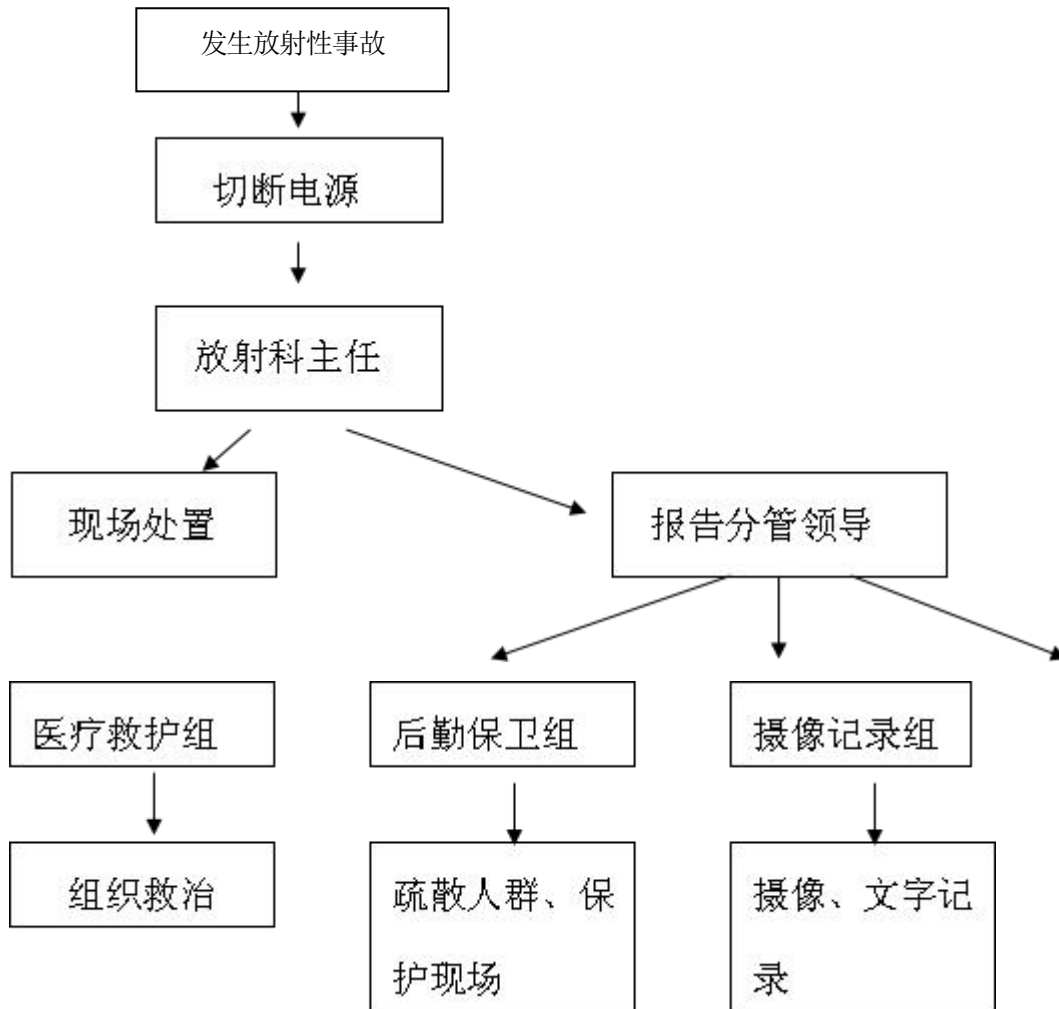 发生放射性事故
切断电源
放射科主任
现场处置
报告分管领导
医疗救护组
后勤保卫组
摄像记录组
组织救治
疏散人群、保
护现场
摄像、文字记
录